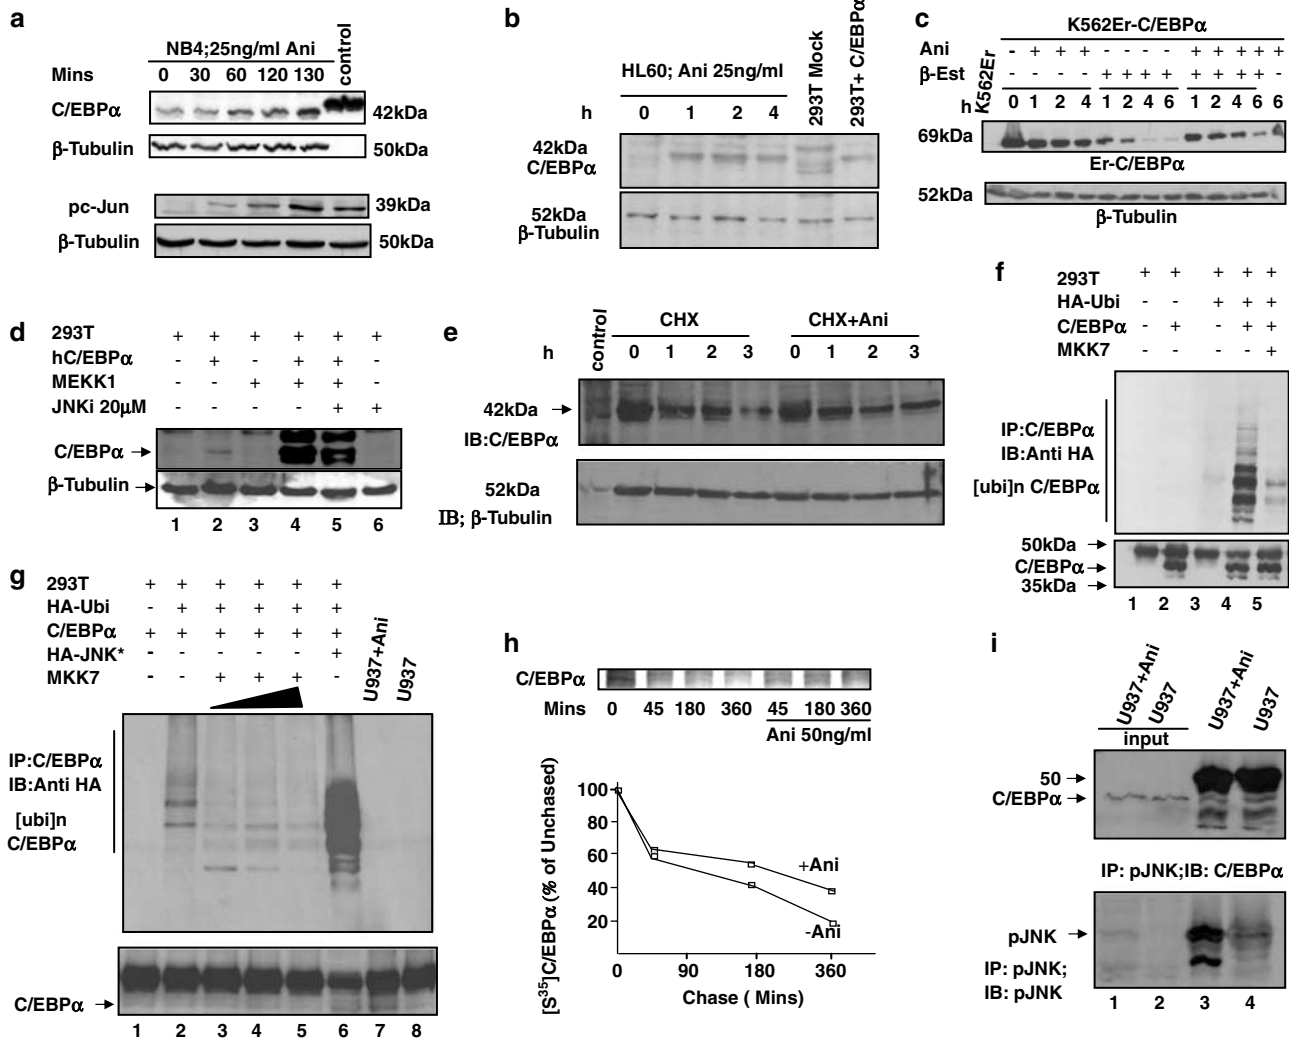 a
NB4;25ng/ml Ani
control
Mins 0 30 60 120 130
C/EBPα 42kDa
β-Tubulin 50kDa
pc-Jun 39kDa
β-Tubulin 50kDa
b
HL60; Ani 25ng/ml
293T Mock
293T+ C/EBPα
h 0 1 2 4
42kDa
C/EBPα
52kDa
β-Tubulin
c
K562Er-C/EBPα
K562Er
Ani - + + + - - - - + + + + +
β-Est - - - - + + + + + + + + -
h 0 1 2 4 1 2 4 6 1 2 4 6 6
69kDa
Er-C/EBPα
52kDa
β-Tubulin
d
293T + + + + + +
hC/EBPα - + - + + -
MEKK1 - - + + + -
JNKi 20μM - - - - + +
C/EBPα
β-Tubulin
1 2 3 4 5 6
e
control
CHX CHX+Ani
h 0 1 2 3 0 1 2 3
42kDa
IB:C/EBPα
52kDa
IB; β-Tubulin
f
293T + + + + +
HA-Ubi - - + + +
C/EBPα - + - + +
MKK7 - - - - +
IP:C/EBPα
IB:Anti HA
[ubi]n C/EBPα
50kDa
C/EBPα
35kDa
1 2 3 4 5
g
293T + + + + + +
HA-Ubi - + + + + +
C/EBPα + + + + + +
HA-JNK* - - - - - +
MKK7 - - + + + -
U937+Ani
U937
IP:C/EBPα
IB:Anti HA
[ubi]n
C/EBPα
C/EBPα
1 2 3 4 5 6 7 8
h
C/EBPα
Mins 0 45 180 360 45 180 360
Ani 50ng/ml
[S35]C/EBPα (% of Unchased)
100
80
60
40
20
+Ani
-Ani
0 90 180 360
Chase ( Mins)
i
U937+Ani
U937
U937+Ani
U937
input
50
C/EBPα
IP: pJNK;IB: C/EBPα
pJNK
IP: pJNK;
IB: pJNK
1 2 3 4